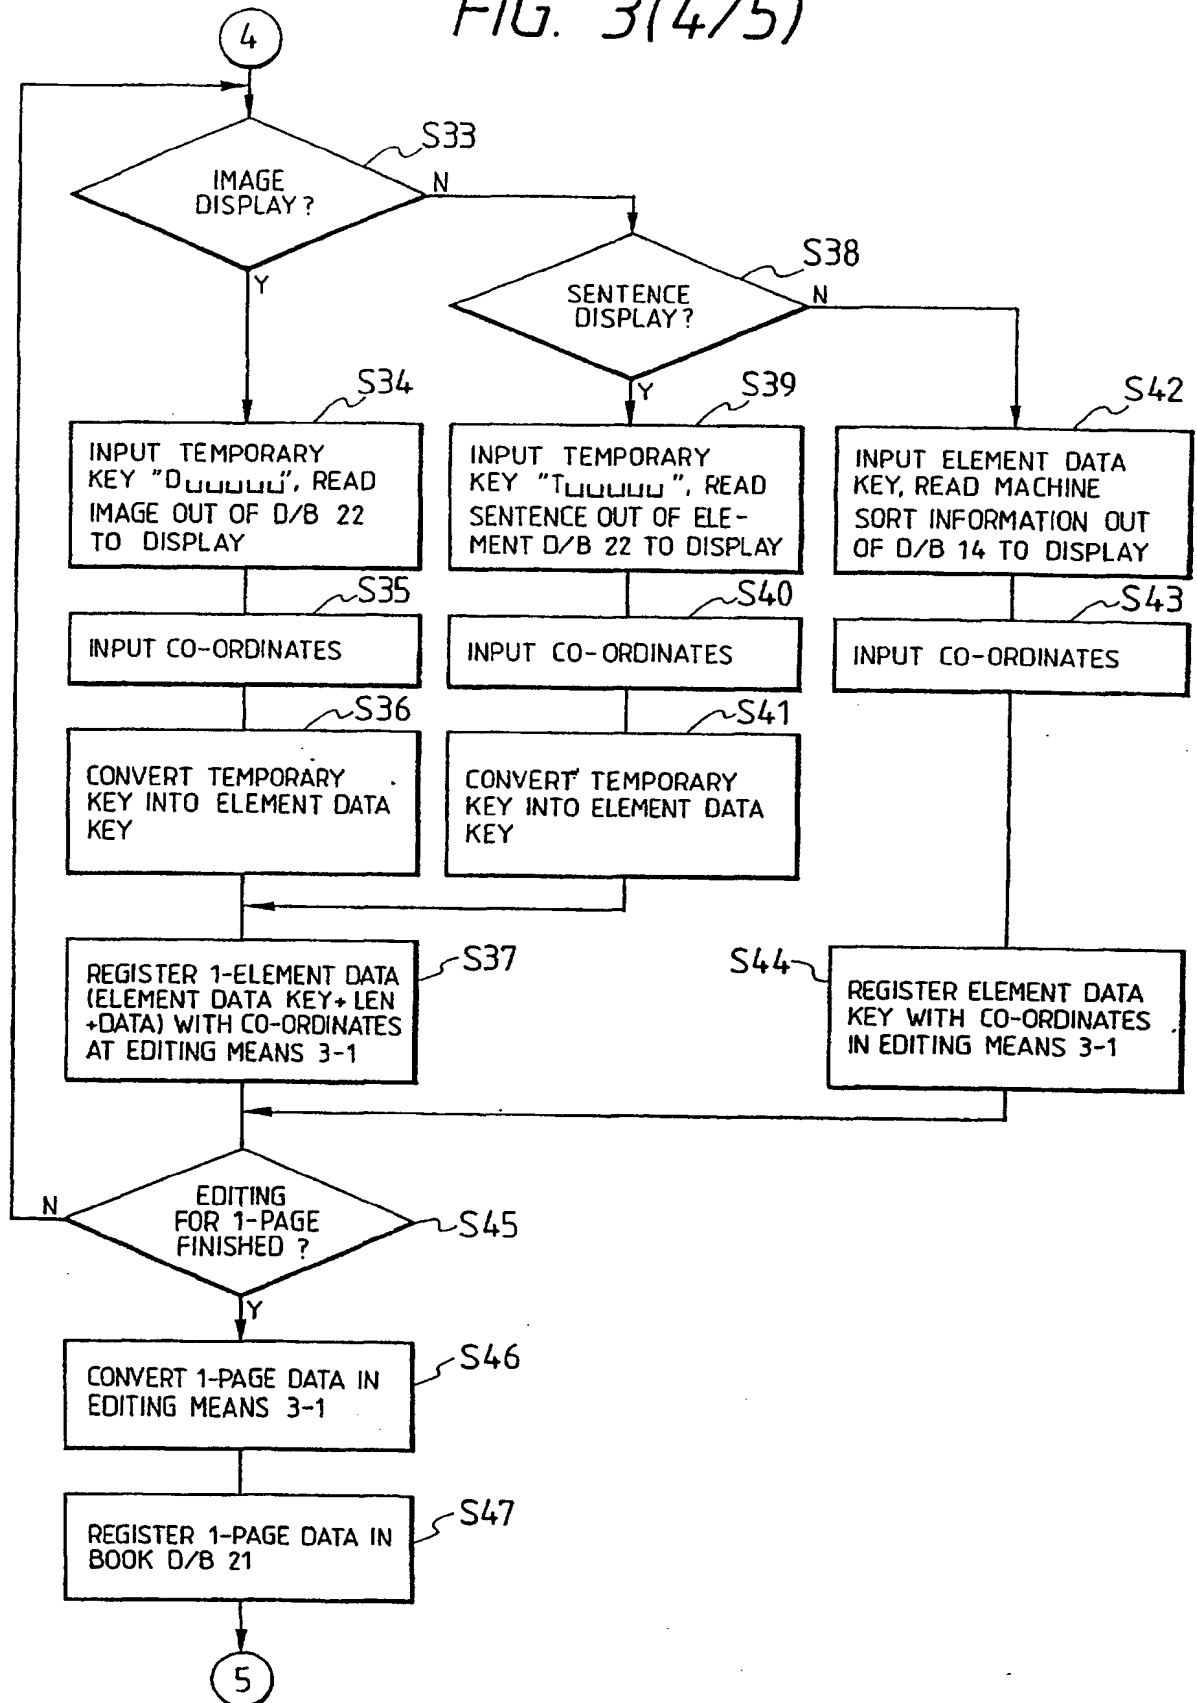 FIG. 3(4/5)
4
S33
IMAGE
DISPLAY?
N
Y
S38
SENTENCE
DISPLAY?
N
Y
S34
INPUT TEMPORARY
KEY "D␣␣␣␣␣", READ
IMAGE OUT OF D/B 22
TO DISPLAY
S39
INPUT TEMPORARY
KEY "T␣␣␣␣␣", READ
SENTENCE OUT OF ELE-
MENT D/B 22 TO DISPLAY
S42
INPUT ELEMENT DATA
KEY, READ MACHINE
SORT INFORMATION OUT
OF D/B 14 TO DISPLAY
S35
INPUT CO-ORDINATES
S40
INPUT CO-ORDINATES
S43
INPUT CO-ORDINATES
S36
CONVERT TEMPORARY
KEY INTO ELEMENT DATA
KEY
S41
CONVERT TEMPORARY
KEY INTO ELEMENT DATA
KEY
S37
REGISTER 1-ELEMENT DATA
(ELEMENT DATA KEY+ LEN
+DATA) WITH CO-ORDINATES
AT EDITING MEANS 3-1
S44
REGISTER ELEMENT DATA
KEY WITH CO-ORDINATES
IN EDITING MEANS 3-1
N
EDITING
FOR 1-PAGE
FINISHED ?
S45
Y
CONVERT 1-PAGE DATA IN
EDITING MEANS 3-1
S46
REGISTER 1-PAGE DATA IN
BOOK D/B 21
S47
5